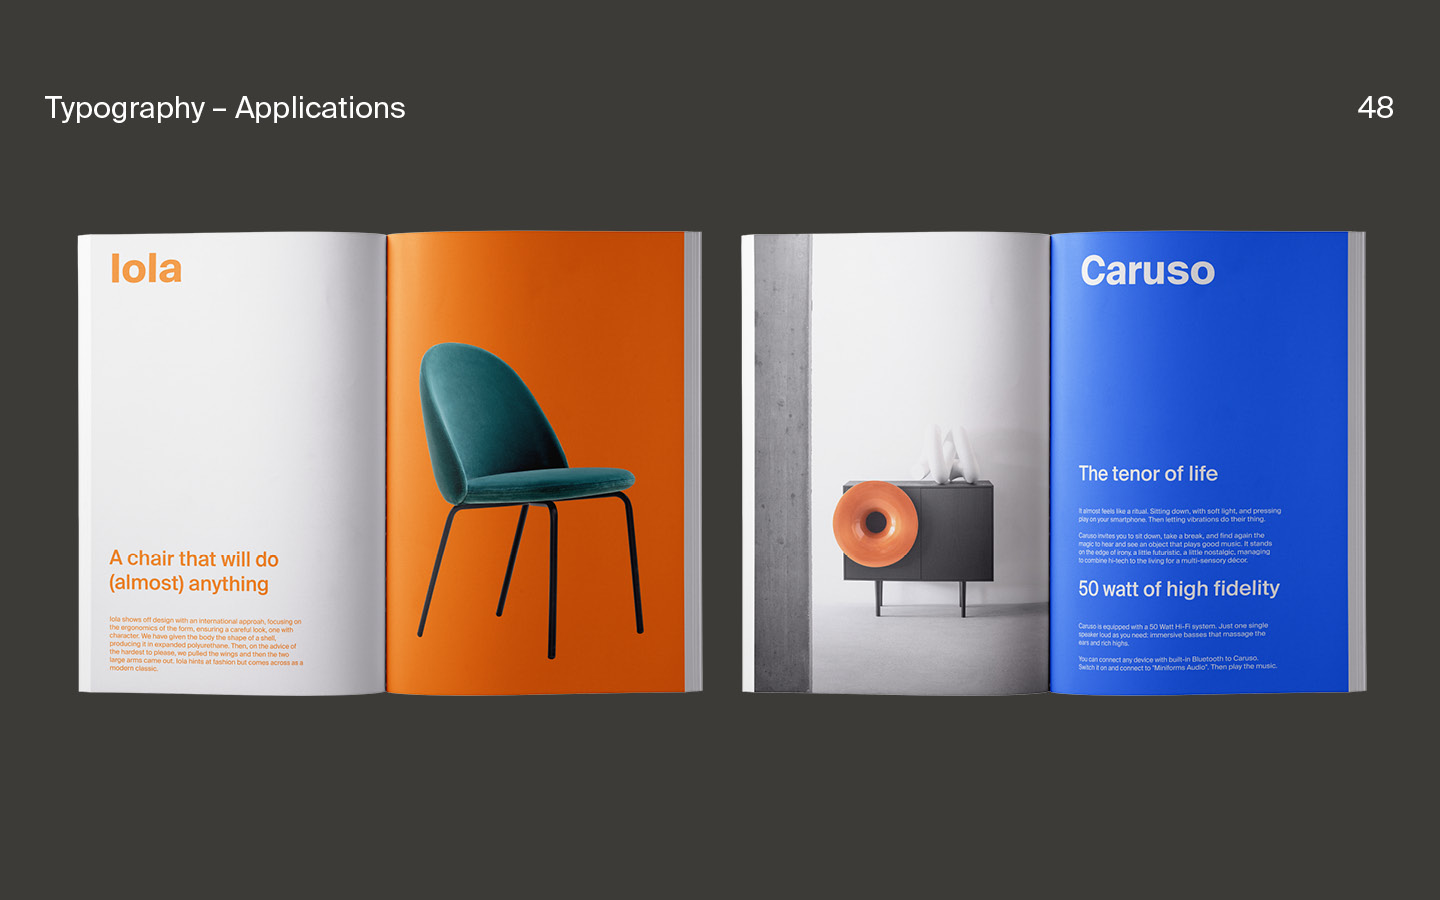 Typography – Applications
48
Iola
A chair that will do
(almost) anything
Iola shows off design with an international approah, focusing on
the ergonomics of the form, ensuring a careful look, one with
character. We have given the body the shape of a shell,
producing it in expanded polyurethane. Then, on the advice of
the hardest to please, we pulled the wings and then the two
large arms came out. Iola hints at fashion but comes across as a
modern classic.
Caruso
The tenor of life
It almost feels like a ritual. Sitting down, with soft light, and pressing
play on your smartphone. Then letting vibrations do their thing.
Caruso invites you to sit down, take a break, and find again the
magic to hear and see an object that plays good music. It stands
on the edge of irony, a little futuristic, a little nostalgic, managing
to combine hi-tech to the living for a multi-sensory décor.
50 watt of high fidelity
Caruso is equipped with a 50 Watt Hi-Fi system. Just one single
speaker loud as you need: immersive basses that massage the
ears and rich highs.
You can connect any device with built-in Bluetooth to Caruso.
Switch it on and connect to "Miniforms Audio". Then play the music.